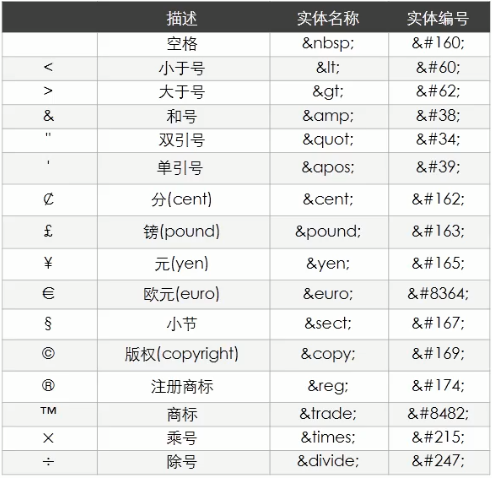 描述 实体名称 实体编号
空格 &nbsp; &#160;
< 小于号 &lt; &#60;
> 大于号 &gt; &#62;
& 和号 &amp; &#38;
" 双引号 &quot; &#34;
' 单引号 &apos; &#39;
₡ 分(cent) &cent; &#162;
£ 镑(pound) &pound; &#163;
¥ 元(yen) &yen; &#165;
€ 欧元(euro) &euro; &#8364;
§ 小节 &sect; &#167;
© 版权(copyright) &copy; &#169;
® 注册商标 &reg; &#174;
™ 商标 &trade; &#8482;
× 乘号 &times; &#215;
÷ 除号 &divide; &#247;